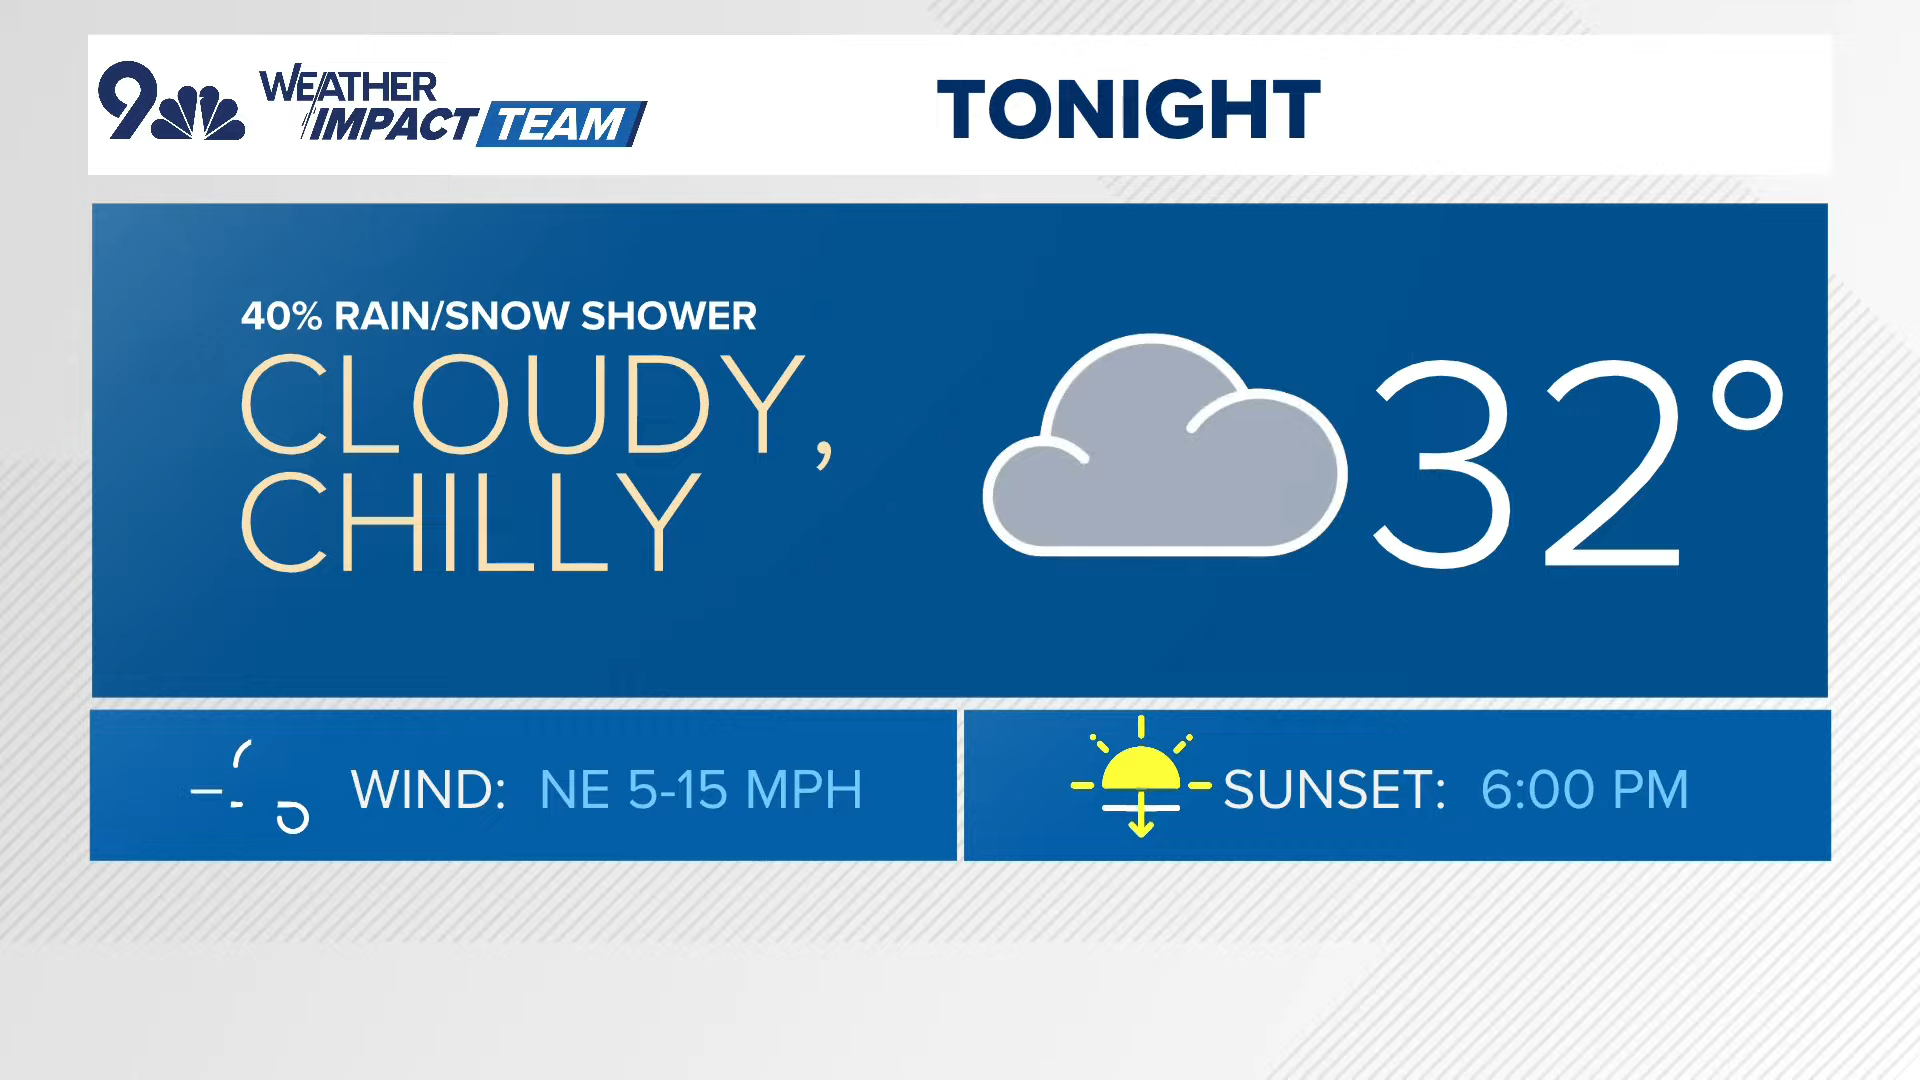 9 WEATHER
IMPACT TEAM
TONIGHT
40% RAIN/SNOW SHOWER
CLOUDY,
CHILLY
32°
WIND: NE 5-15 MPH
SUNSET: 6:00 PM